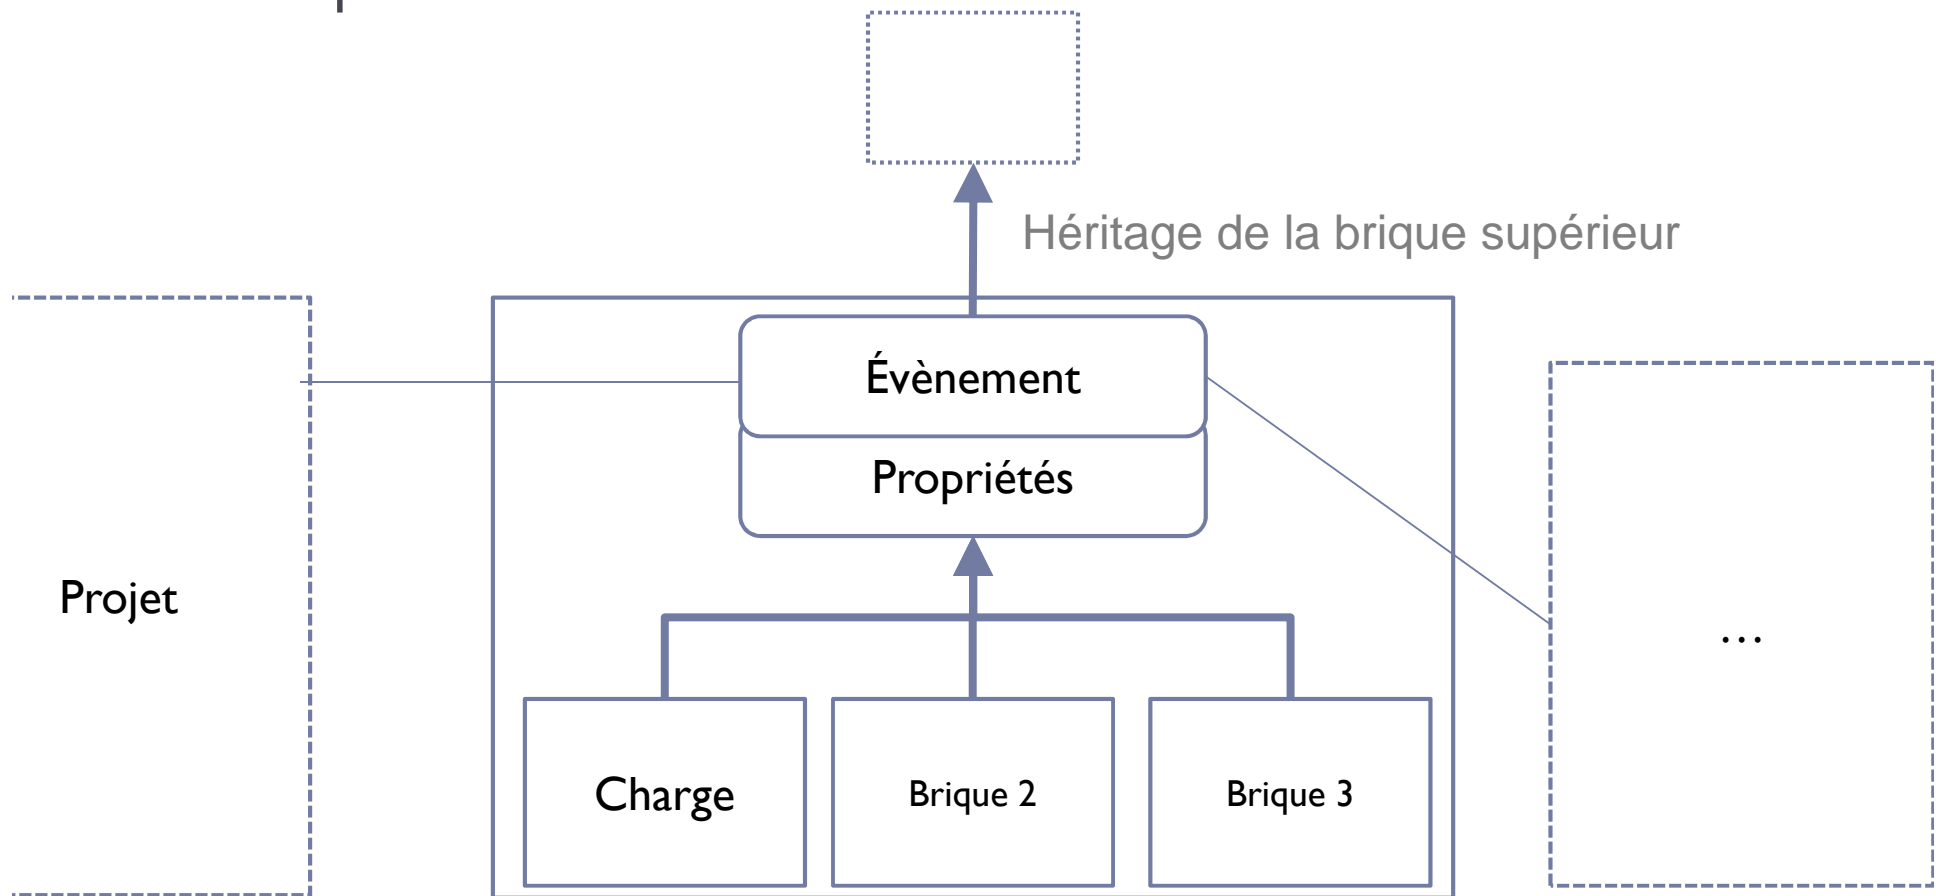 Héritage de la brique supérieur
Évènement
Propriétés
Projet
...
Charge
Brique 2
Brique 3